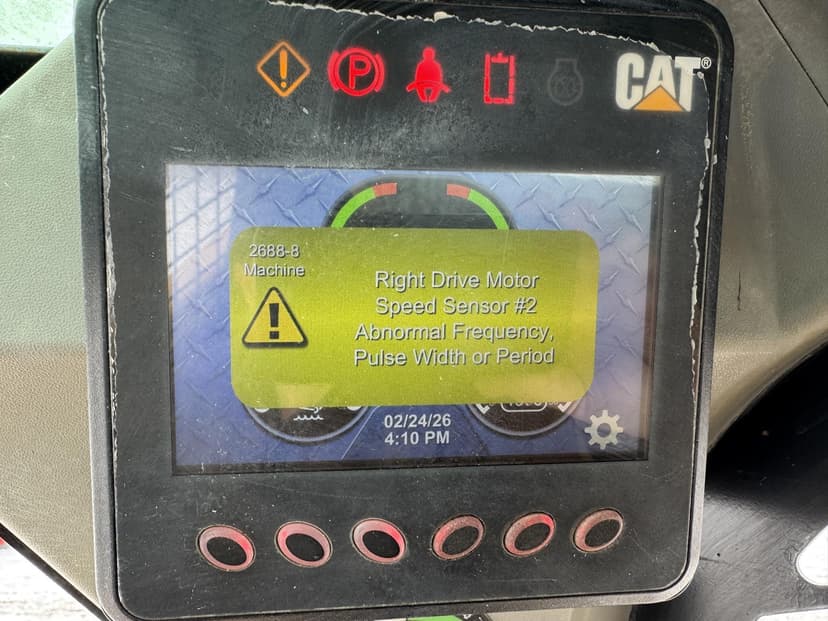 P
CAT®
2688-8
Machine
Right Drive Motor
Speed Sensor #2
Abnormal Frequency,
Pulse Width or Period
02/24/26
4:10 PM